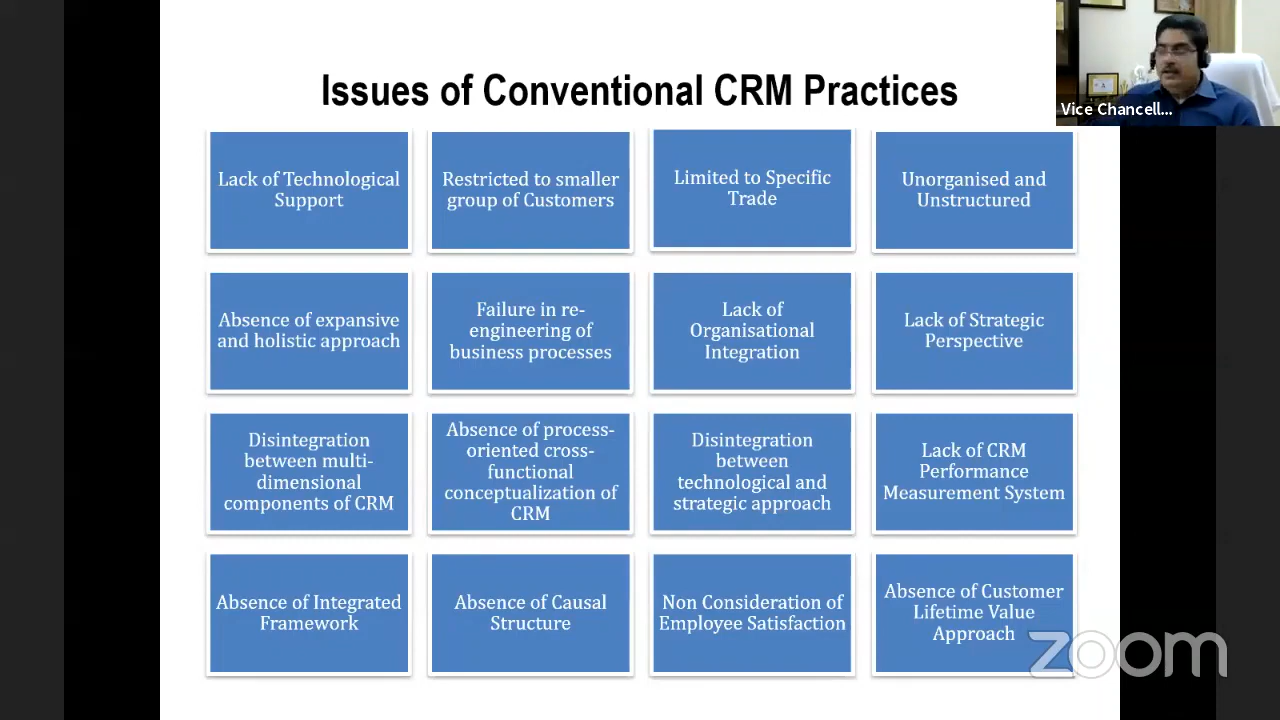 Issues of Conventional CRM Practices
Vice Chancell...
Lack of Technological
Support
Restricted to smaller
group of Customers
Limited to Specific
Trade
Unorganised and
Unstructured
Absence of expansive
and holistic approach
Failure in re-
engineering of
business processes
Lack of
Organisational
Integration
Lack of Strategic
Perspective
Disintegration
between multi-
dimensional
components of CRM
Absence of process-
oriented cross-
functional
conceptualization of
CRM
Disintegration
between
technological and
strategic approach
Lack of CRM
Performance
Measurement System
Absence of Integrated
Framework
Absence of Causal
Structure
Non Consideration of
Employee Satisfaction
Absence of Customer
Lifetime Value
Approach
zoom